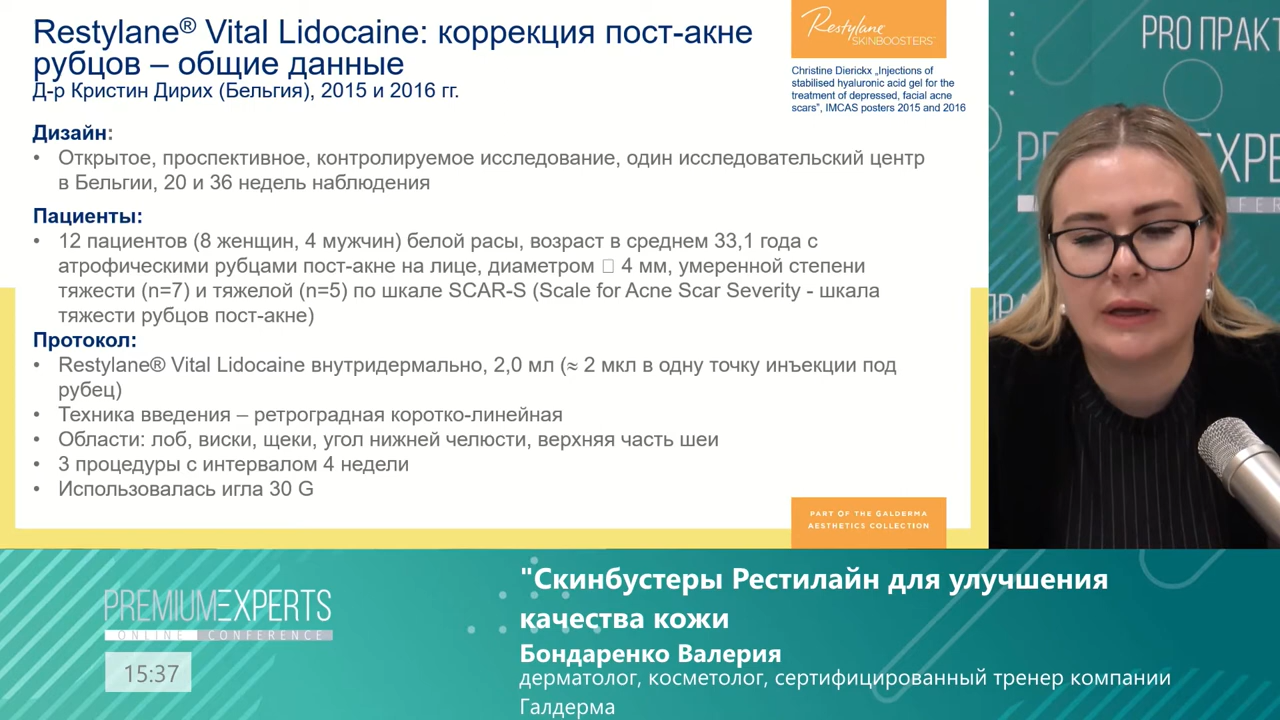 Restylane® Vital Lidocaine: коррекция пост-акне
рубцов – общие данные
Д-р Кристин Дирих (Бельгия), 2015 и 2016 гг.
Restylane
SKINBOOSTERS
Christine Dierickx „Injections of
stabilised hyaluronic acid gel for the
treatment of depressed, facial acne
scars", IMCAS posters 2015 and 2016
Дизайн:
• Открытое, проспективное, контролируемое исследование, один исследовательский центр
в Бельгии, 20 и 36 недель наблюдения
Пациенты:
• 12 пациентов (8 женщин, 4 мужчин) белой расы, возраст в среднем 33,1 года с
атрофическими рубцами пост-акне на лице, диаметром □ 4 мм, умеренной степени
тяжести (n=7) и тяжелой (n=5) по шкале SCAR-S (Scale for Acne Scar Severity - шкала
тяжести рубцов пост-акне)
Протокол:
• Restylane® Vital Lidocaine внутридермально, 2,0 мл (≈ 2 мкл в одну точку инъекции под
рубец)
• Техника введения – ретроградная коротко-линейная
• Области: лоб, виски, щеки, угол нижней челюсти, верхняя часть шеи
• 3 процедуры с интервалом 4 недели
• Использовалась игла 30 G
PART OF THE GALDERMA
AESTHETICS COLLECTION
PRO ПРАКТ
PREMIUMEXPERTS
ONLINE CONFERENCE
15:37
"Скинбустеры Рестилайн для улучшения
качества кожи
Бондаренко Валерия
дерматолог, косметолог, сертифицированный тренер компании
Галдерма